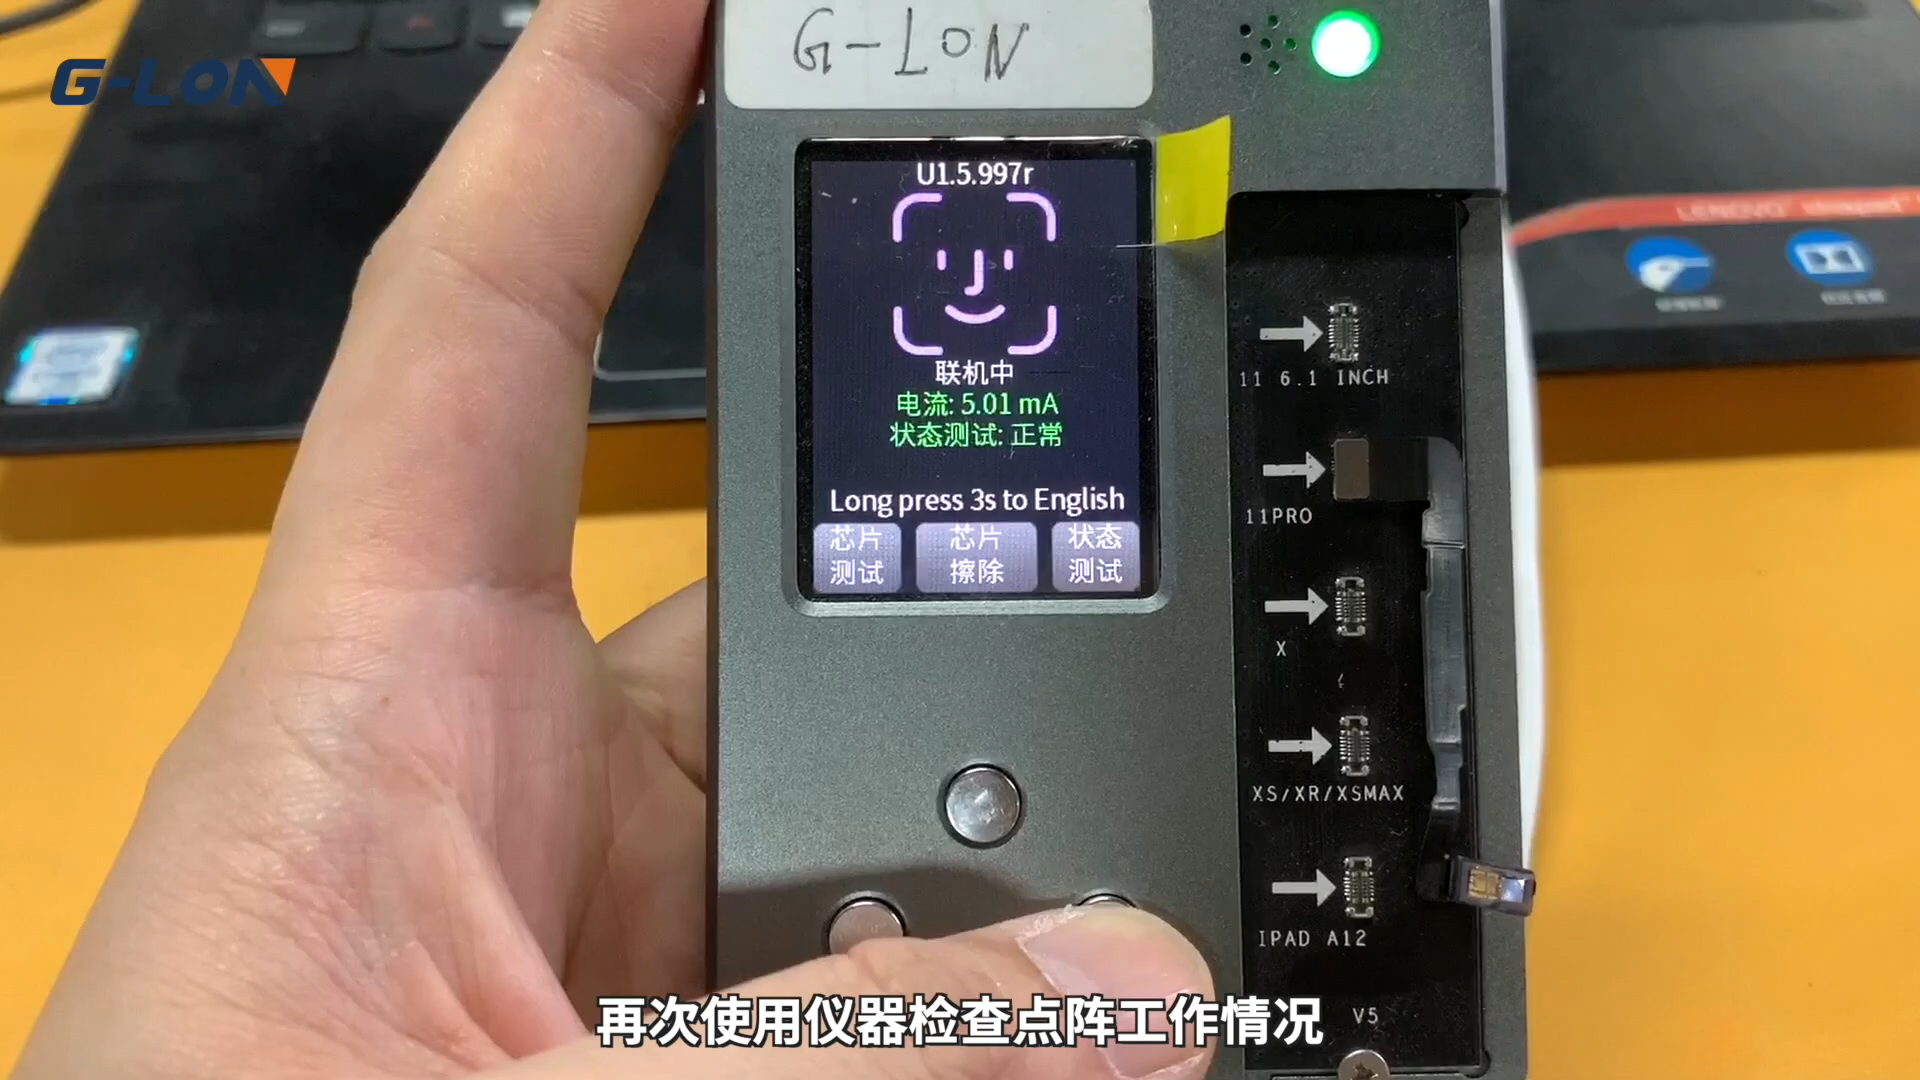 G-LON
G-LON
U1.5.997r
联机中
电流: 5.01 mA
状态测试: 正常
Long press 3s to English
芯片
测试
芯片
擦除
状态
测试
11 6.1 INCH
11PRO
X
XS/XR/XSMAX
IPAD A12
V5
LENOVO
再次使用仪器检查点阵工作情况